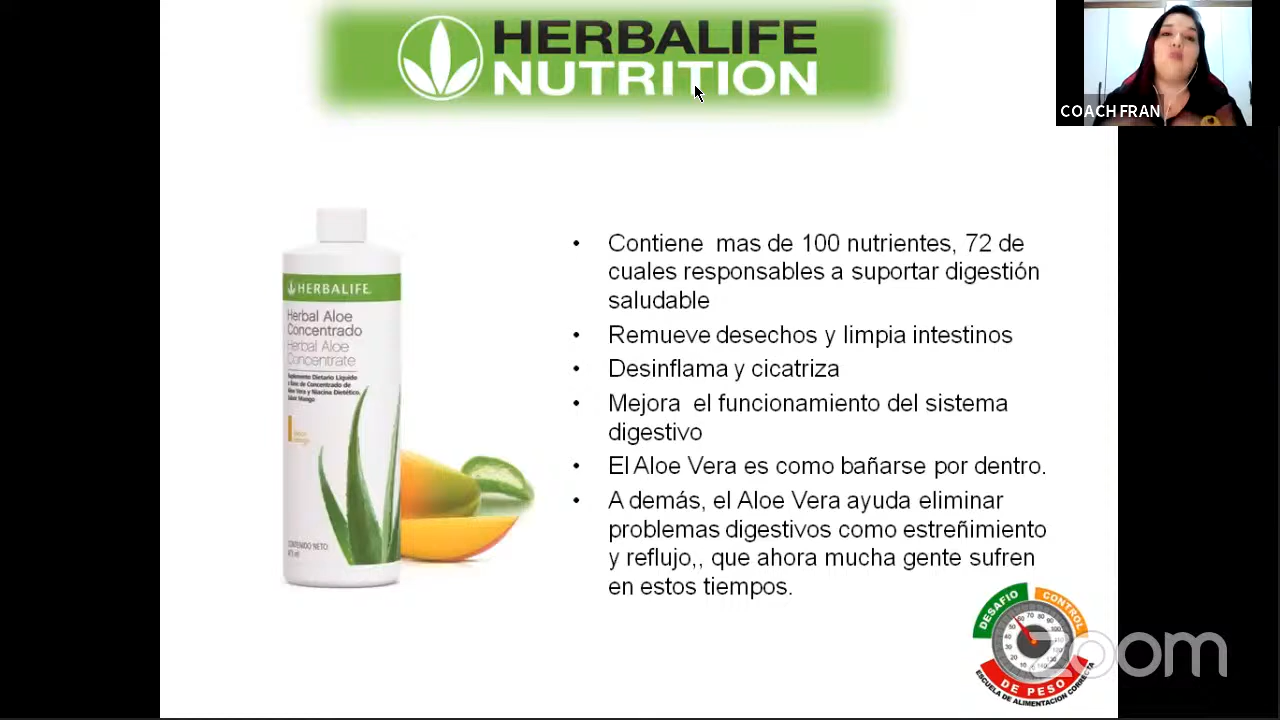 HERBALIFE
NUTRITION
COACH FRAN
HERBALIFE
Herbal Aloe
Concentrado
Herbal Aloe
Concentrate
Suplemento Dietario Líquido
a Base de Concentrado de
Aloe Vera y Niacina Dietético.
Sabor Mango
CONTENIDO NETO:
473 ml
• Contiene mas de 100 nutrientes, 72 de
cuales responsables a suportar digestión
saludable
• Remueve desechos y limpia intestinos
• Desinflama y cicatriza
• Mejora el funcionamiento del sistema
digestivo
• El Aloe Vera es como bañarse por dentro.
• A demás, el Aloe Vera ayuda eliminar
problemas digestivos como estreñimiento
y reflujo,, que ahora mucha gente sufren
en estos tiempos.
DESAFIO CONTROL
DE PESO
ESCUELA DE ALIMENTACION CORRECTA
zoom